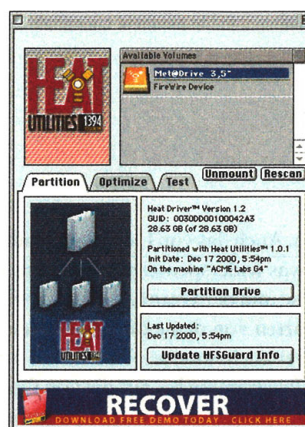 Available Volumes
Met@Drive 3,5"
FireWire Device
HEAT
UTILITIES 1394
Unmount Rescan
Partition Optimize Test
Heat Driver™ Version 1.2
GUID: 0030DD00100042A3
28.63 GB (of 28.63 GB)
Partitioned with Heat Utilities™ 1.0.1
Init Date: Dec 17 2000, 5:54pm
On the machine "ACME Labs G4"
Partition Drive
HEAT
Last Updated:
Dec 17 2000, 5:54pm
Update HFSGuard Info
RECOVER
DOWNLOAD FREE DEMO TODAY - CLICK HERE